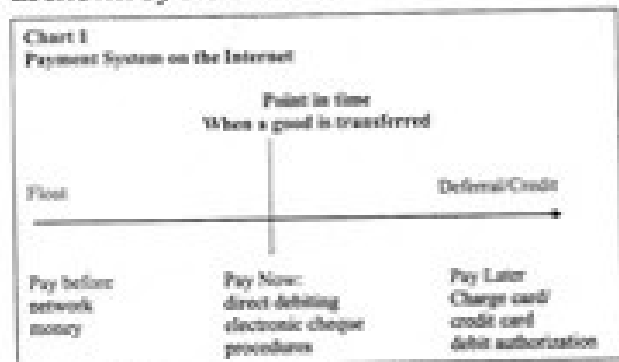 Chart 1
Payment System on the Internet
Point in time
When a good is transferred
Float
Deferral/Credit
Pay before:
network
money
Pay Now:
direct debiting
electronic cheque
procedures
Pay Later
Charge card/
credit card
debit authorization